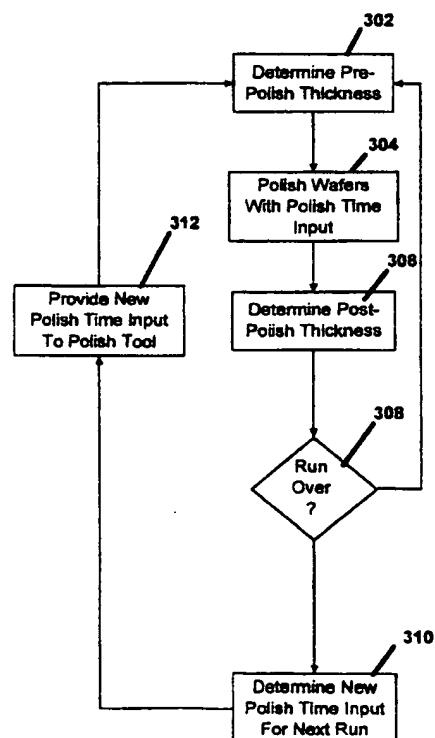 302
Determine Pre-
Polish Thickness
304
Polish Wafers
With Polish Time
Input
312
Provide New
Polish Time Input
To Polish Tool
308
Determine Post-
Polish Thickness
308
Run
Over
?
310
Determine New
Polish Time Input
For Next Run